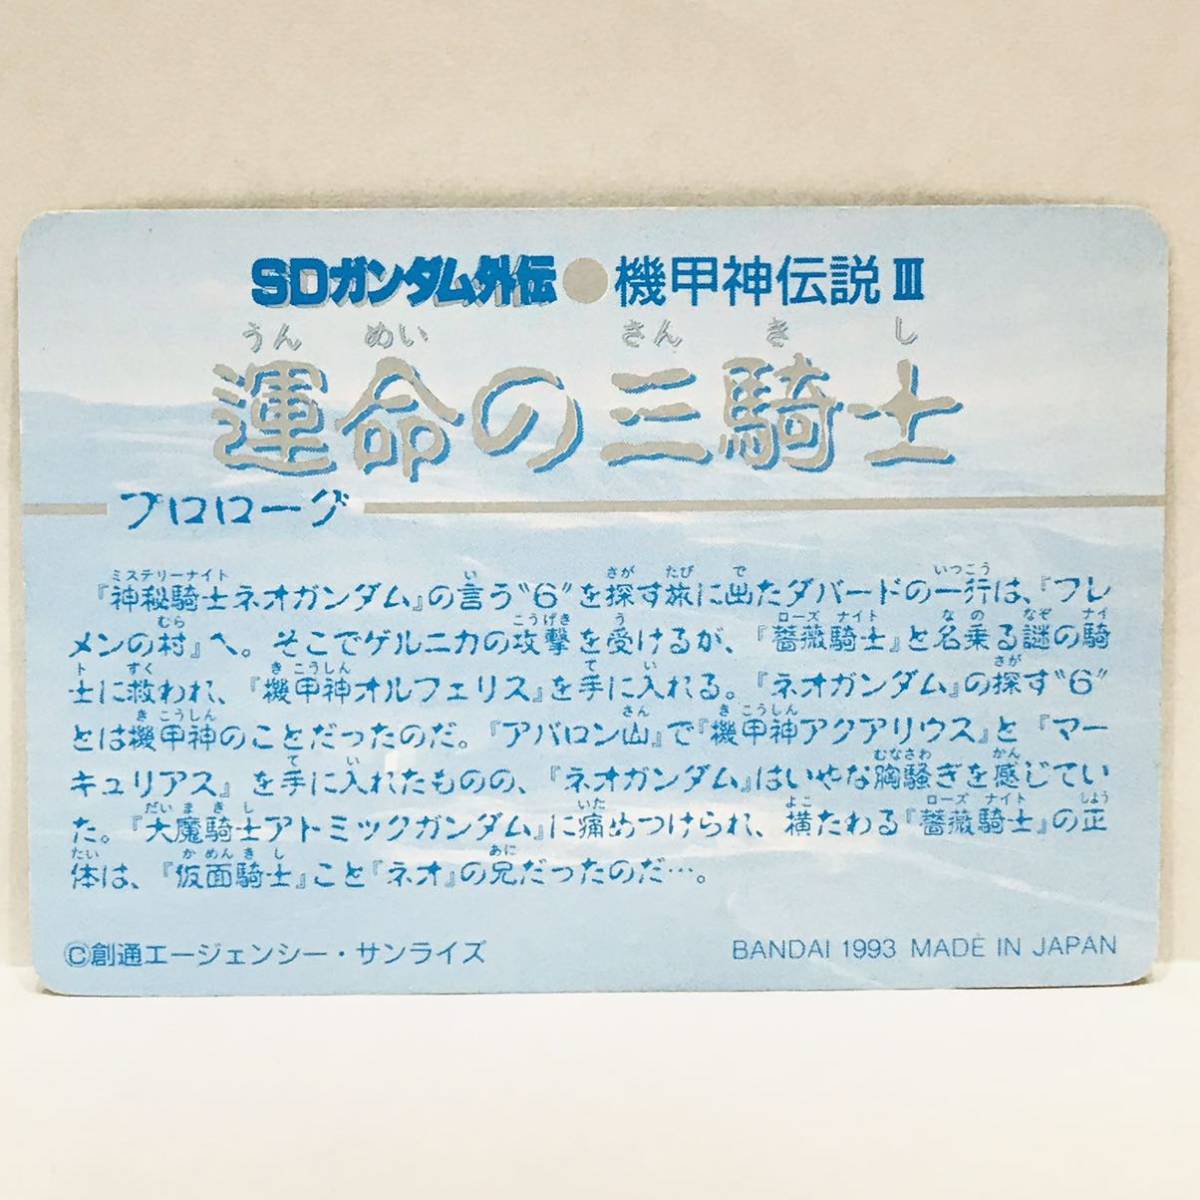 SDガンダム外伝●機甲神伝説Ⅲ
うん めい さん き し
運命の三騎士
プロローグ
ミステリーナイト い さが たび で いつこう
『神秘騎士ネオガンダム』の言う“6”を探す旅に出たダバードの一行は、『フレ
むら こうげき う ローズ ナイト な の なぞ ナイ
メンの村』へ。そこでゲルニカの攻撃を受けるが、『薔薇騎士』と名乗る謎の騎
ト すく き こうしん て い さが
士に救われ、『機甲神オルフェリス』を手に入れる。『ネオガンダム』の探す“6”
き こうしん さん き こうしん
とは機甲神のことだったのだ。『アバロン山』で『機甲神アクアリウス』と『マー
て い むなさわ かん
キュリアス』を手に入れたものの、『ネオガンダム』はいやな胸騒ぎを感じてい
だい ま き し いた よこ ローズ ナイト しよう
た。『大魔騎士アトミックガンダム』に痛めつけられ、横たわる『薔薇騎士』の正
たい か めん き し あに
体は、『仮面騎士』こと『ネオ』の兄だったのだ…。
©創通エージェンシー・サンライズ
BANDAI 1993 MADE IN JAPAN